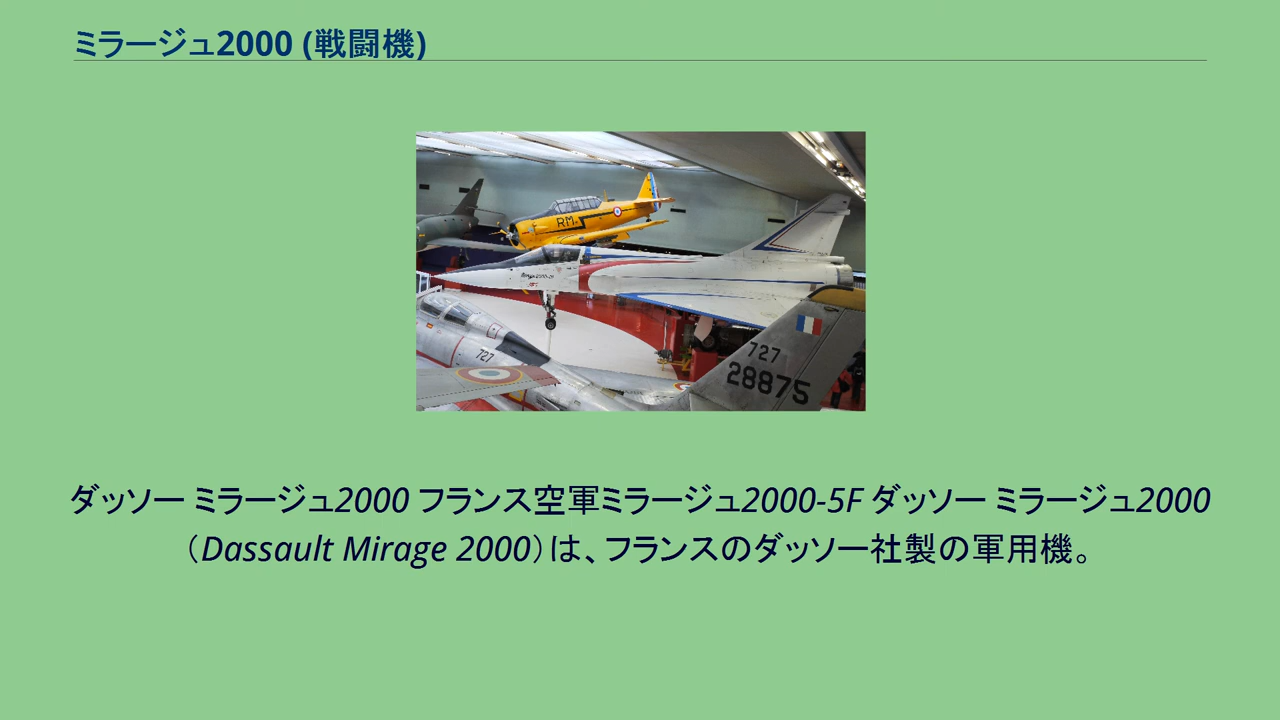 ミラージュ2000 (戦闘機)
RM
727
727
28875
ダッソー ミラージュ2000 フランス空軍ミラージュ2000-5F ダッソー ミラージュ2000
（Dassault Mirage 2000）は、フランスのダッソー社製の軍用機。